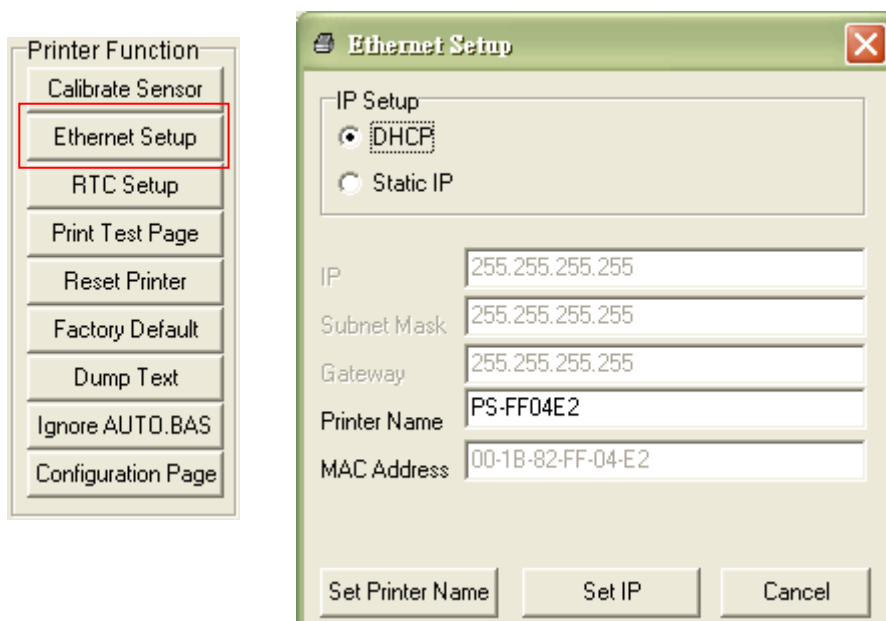 Printer Function
Calibrate Sensor
Ethernet Setup
RTC Setup
Print Test Page
Reset Printer
Factory Default
Dump Text
Ignore AUTO.BAS
Configuration Page
Ethernet Setup
IP Setup
DHCP
Static IP
IP 255.255.255.255
Subnet Mask 255.255.255.255
Gateway 255.255.255.255
Printer Name PS-FF04E2
MAC Address 00-1B-82-FF-04-E2
Set Printer Name Set IP Cancel